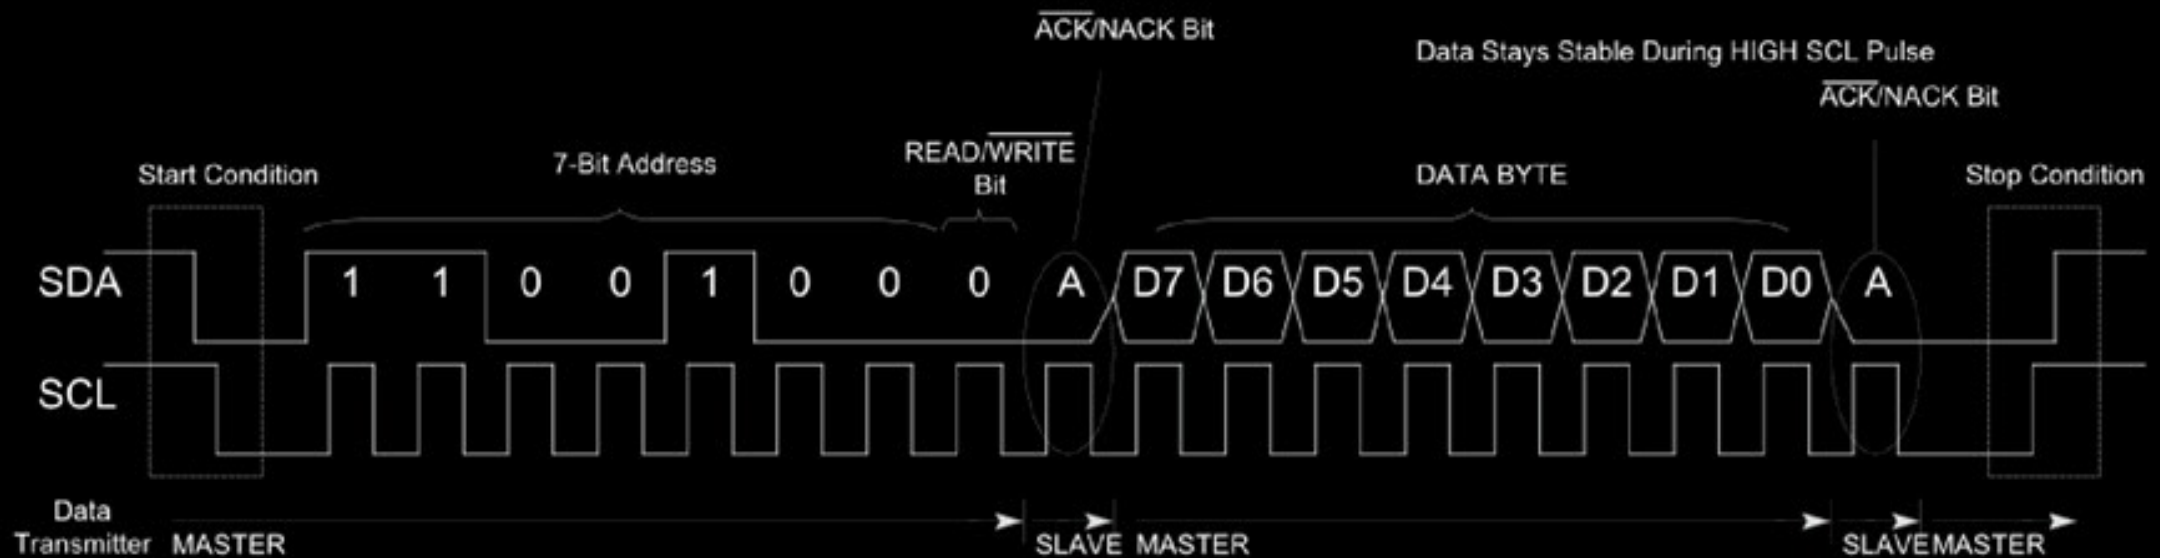 ACK/NACK Bit
Data Stays Stable During HIGH SCL Pulse
ACK/NACK Bit
Start Condition
7-Bit Address
READ/WRITE
Bit
DATA BYTE
Stop Condition
SDA 1 1 0 0 1 0 0 0 A D7 D6 D5 D4 D3 D2 D1 D0 A
SCL
Data
Transmitter MASTER SLAVE MASTER SLAVE MASTER